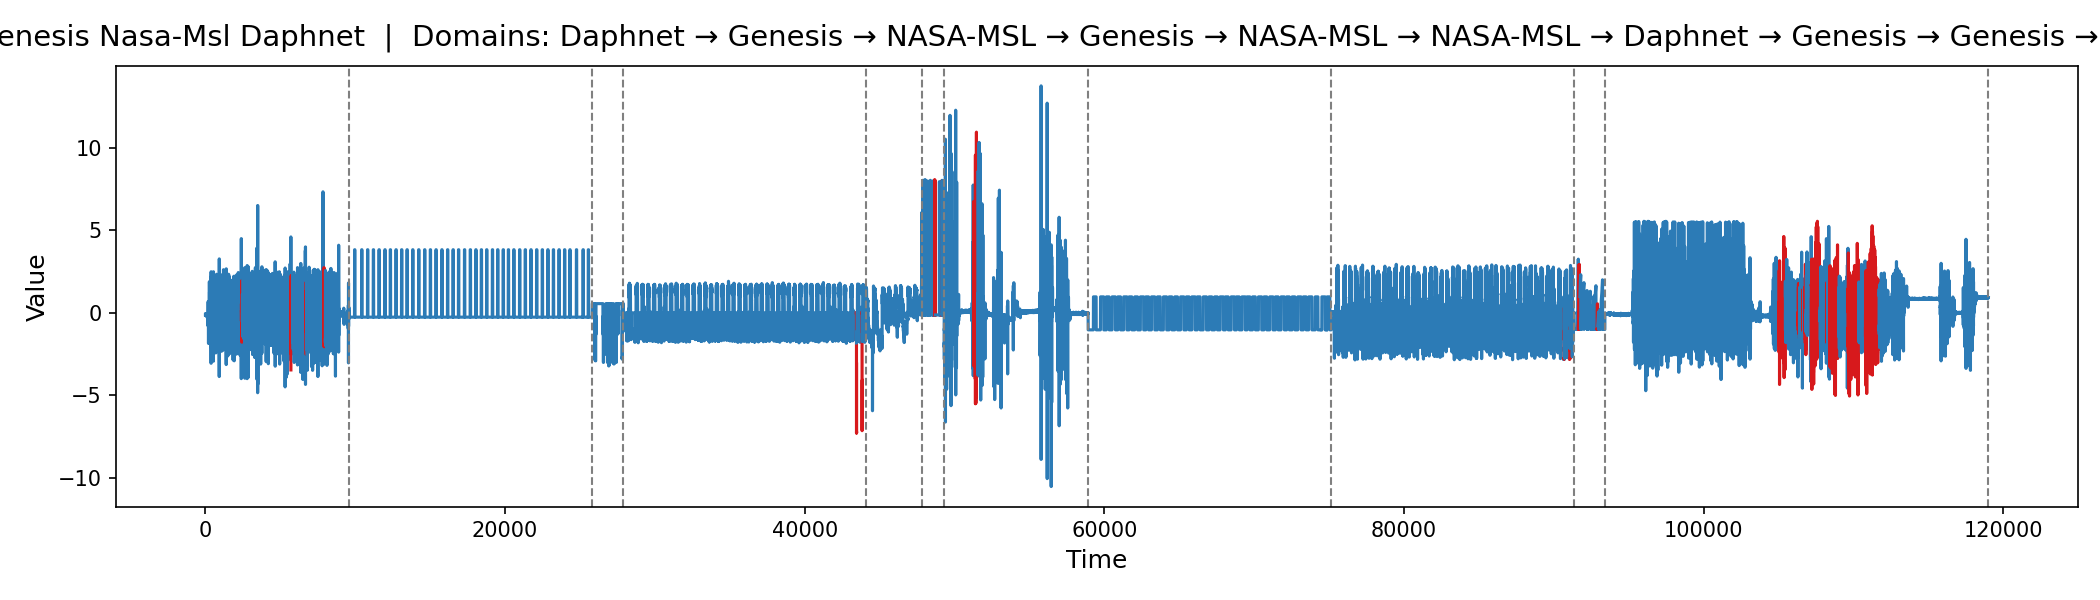 enesis Nasa-Msl Daphnet | Domains: Daphnet → Genesis → NASA-MSL → Genesis → NASA-MSL → NASA-MSL → Daphnet → Genesis → Genesis →
Value
10
5
0
−5
−10
0 20000 40000 60000 80000 100000 120000
Time